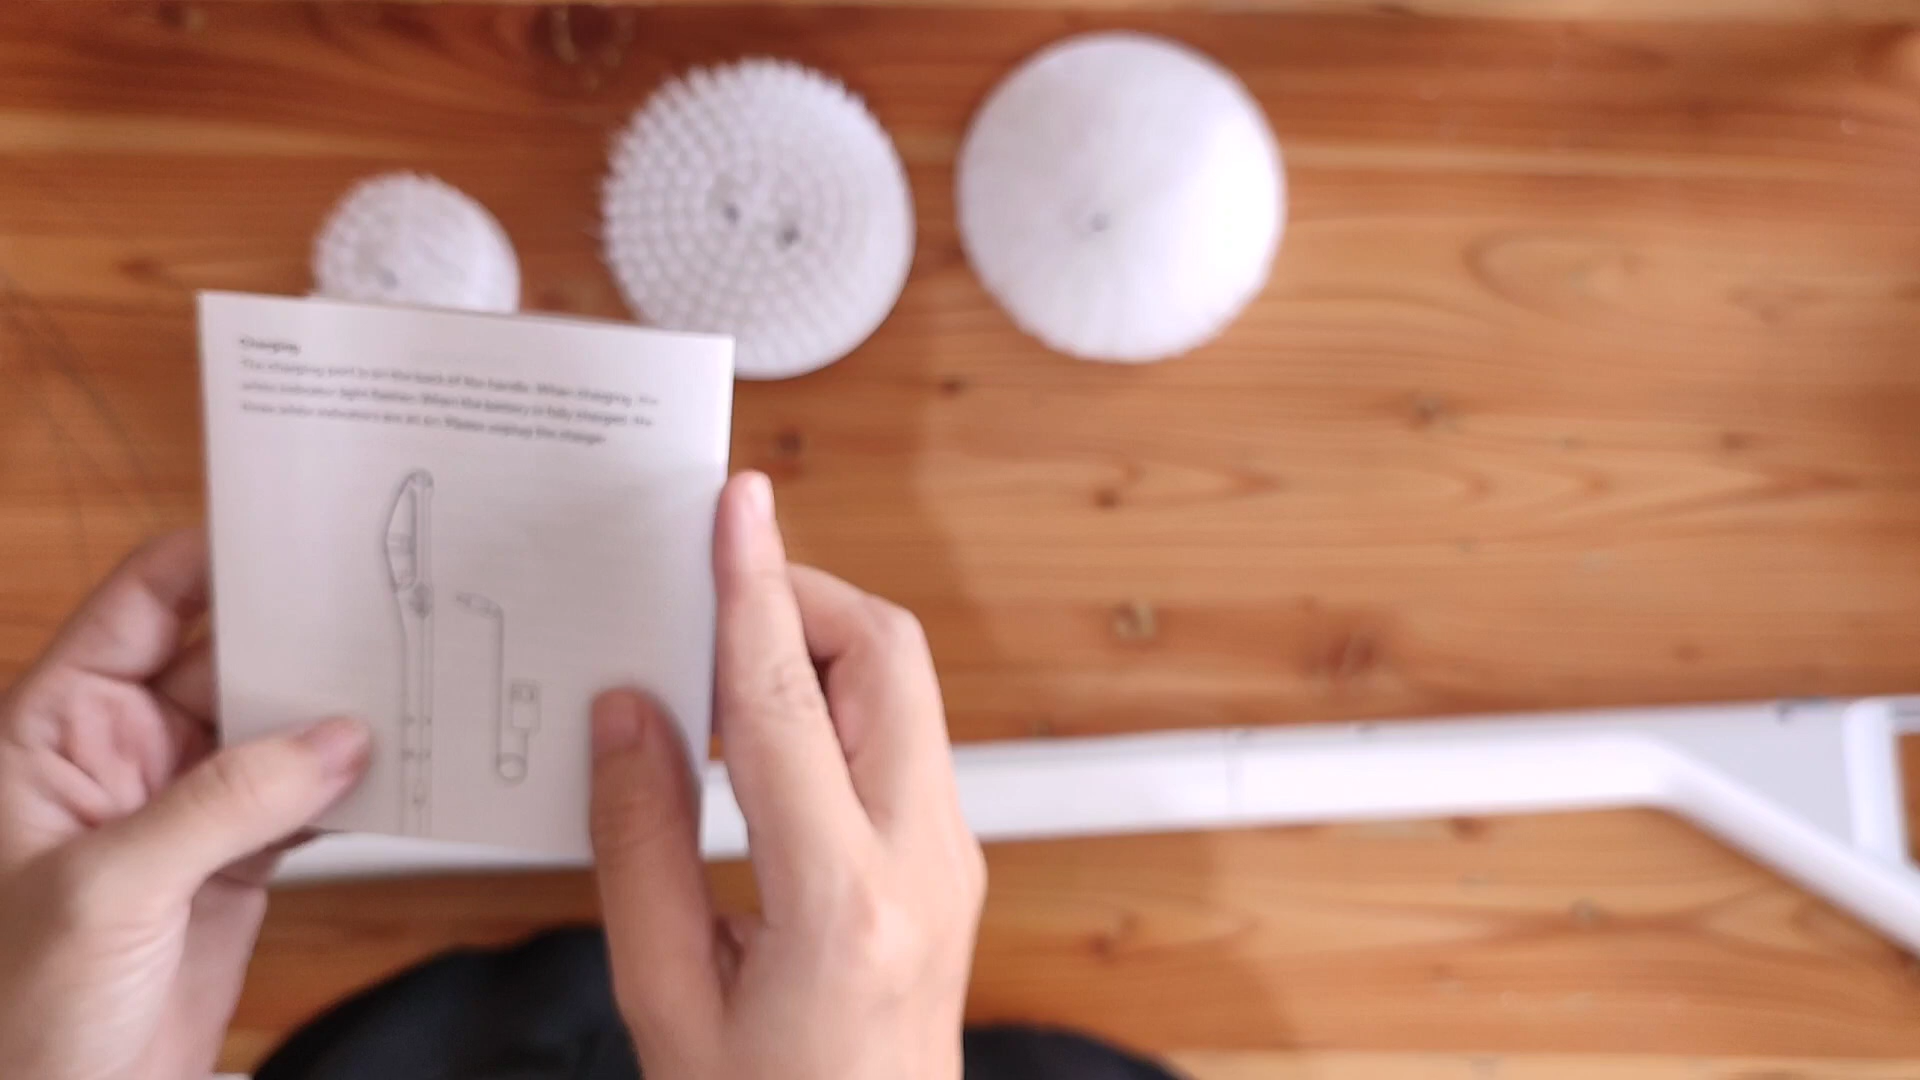 Charging
The charging port is on the back of the handle. When charging, the
white indicator light flashes. When the battery is fully charged, the
three white indicators are all on. Please unplug the charger